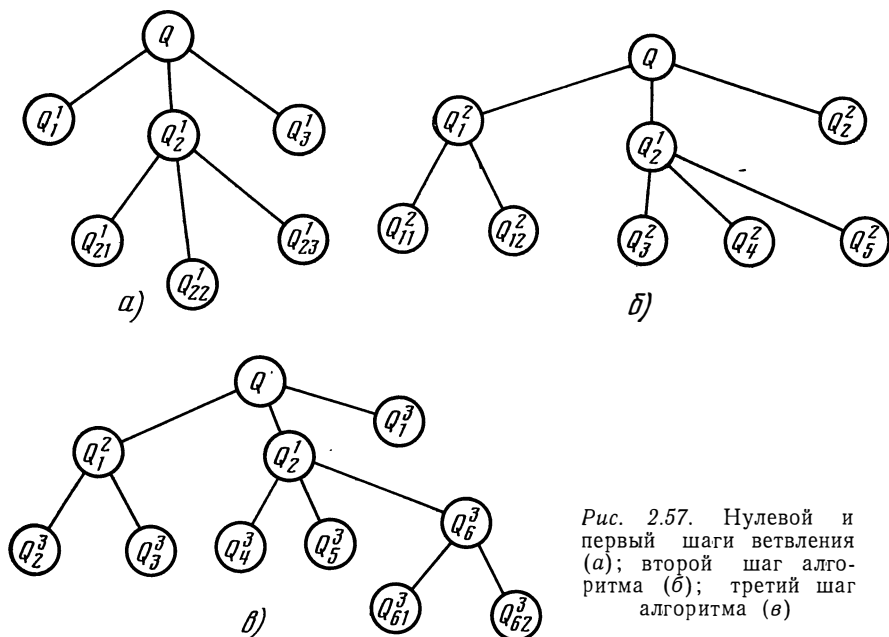 Q
Q₁¹
Q₂¹
Q₃¹
Q₂₁¹
Q₂₂¹
Q₂₃¹
а)
Q
Q₁²
Q₂¹
Q₂²
Q₁₁²
Q₁₂²
Q₃²
Q₄²
Q₅²
б)
Q
Q₁³
Q₁²
Q₂¹
Q₂³
Q₃³
Q₄³
Q₅³
Q₆³
Q₆₁³
Q₆₂³
в)
Рис. 2.57. Нулевой и
первый шаги ветвления
(а); второй шаг алго-
ритма (б); третий шаг
алгоритма (в)